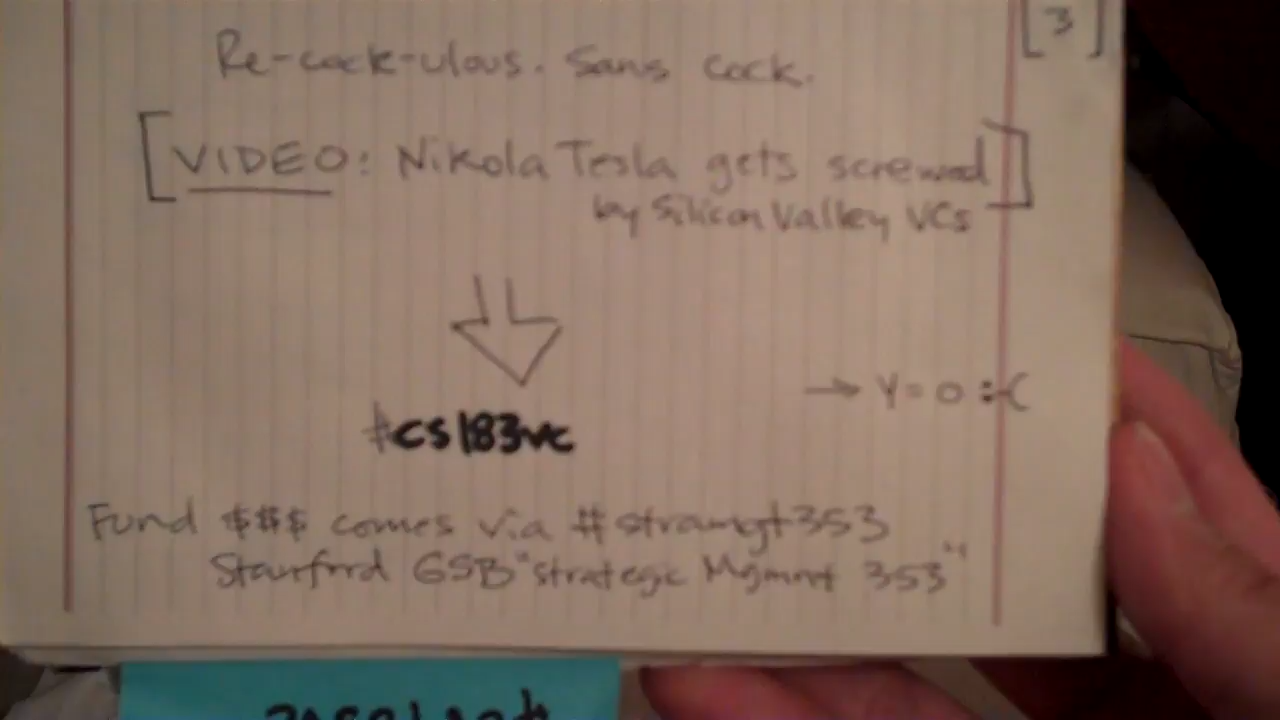 [3]
Re-cock-ulous. Sans cock.
[VIDEO: Nikola Tesla gets screwed]
by Silicon Valley VCs
→ Y=0 :-(
#cs183vc
Fund $$$ comes via #stramgt353
Stanford GSB "Strategic Mgmnt 353"